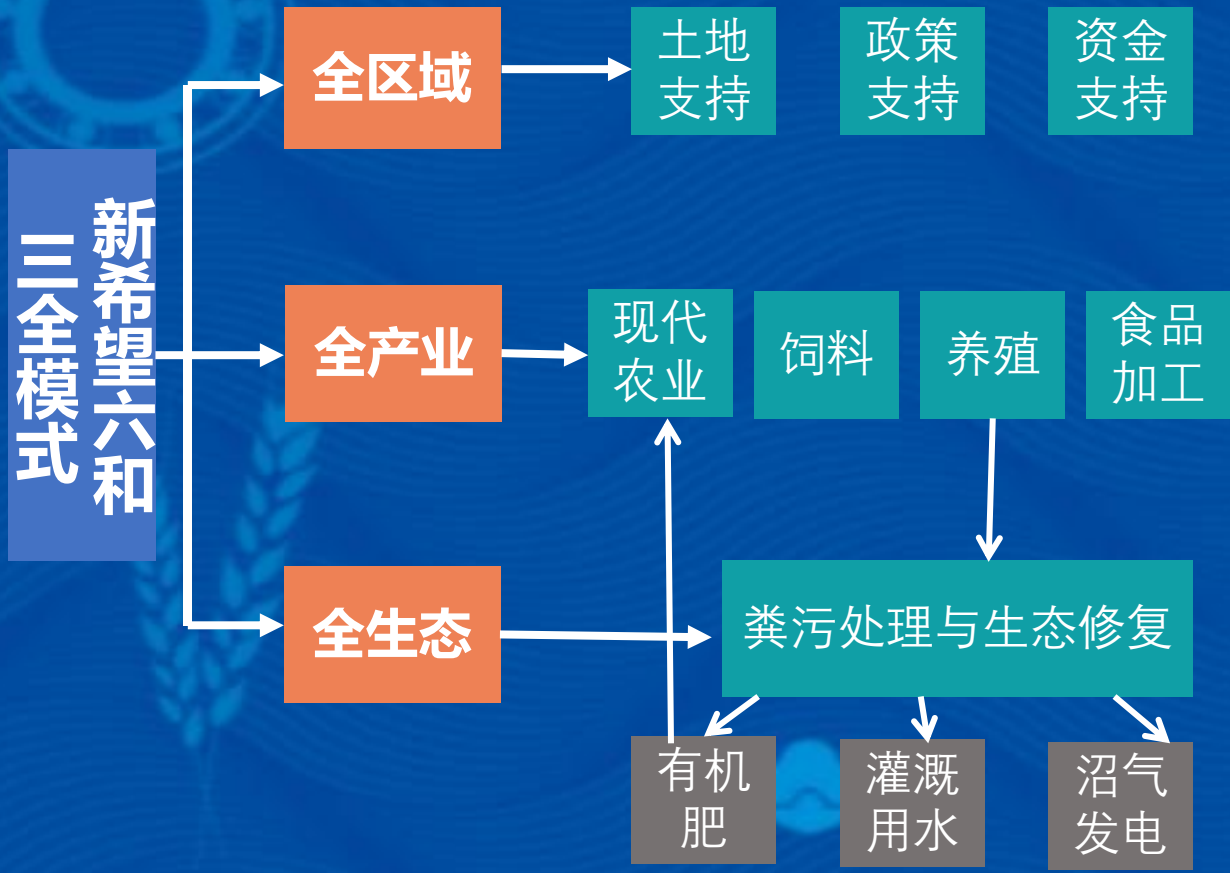 新希望六和
三全模式
全区域
土地
支持
政策
支持
资金
支持
全产业
现代
农业
饲料
养殖
食品
加工
全生态
粪污处理与生态修复
有机
肥
灌溉
用水
沼气
发电